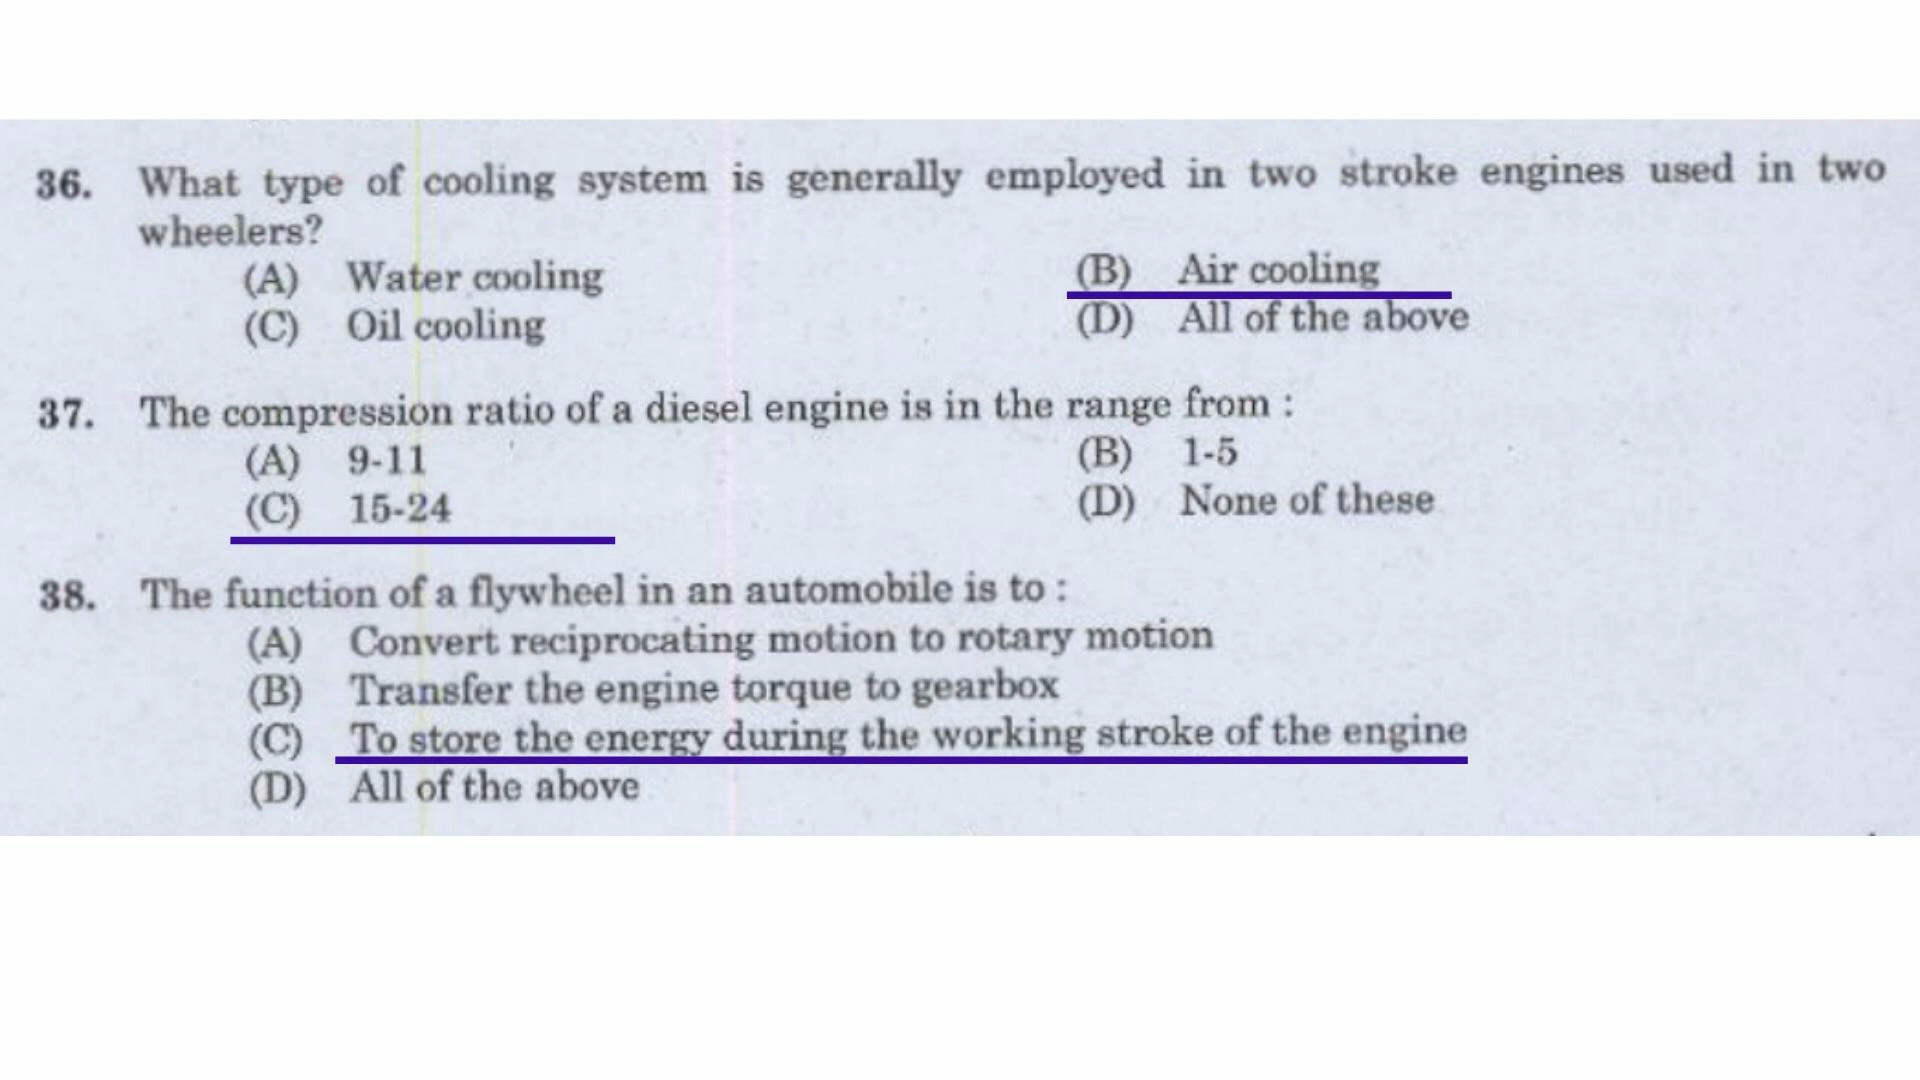 36. What type of cooling system is generally employed in two stroke engines used in two
wheelers?
(A) Water cooling (B) Air cooling
(C) Oil cooling (D) All of the above
37. The compression ratio of a diesel engine is in the range from :
(A) 9-11 (B) 1-5
(C) 15-24 (D) None of these
38. The function of a flywheel in an automobile is to :
(A) Convert reciprocating motion to rotary motion
(B) Transfer the engine torque to gearbox
(C) To store the energy during the working stroke of the engine
(D) All of the above